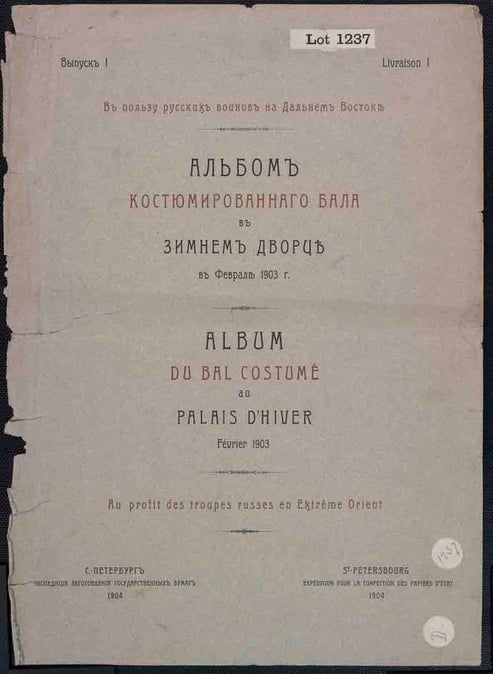 Lot 1237
Выпускъ I
Livraison I
Въ пользу русскихъ воиновъ на Дальнемъ Востокѣ
АЛЬБОМЪ
КОСТЮМИРОВАННАГО БАЛА
ВЪ
ЗИМНЕМЪ ДВОРЦѢ
въ Февралѣ 1903 г.
ALBUM
DU BAL COSTUMÉ
au
PALAIS D'HIVER
Février 1903
Au profit des troupes russes en Extrême Orient
С.-ПЕТЕРБУРГЪ
ЭКСПЕДИЦІЯ ЗАГОТОВЛЕНІЯ ГОСУДАРСТВЕННЫХЪ БУМАГЪ
1904
ST-PÉTERSBOURG
EXPÉDITION POUR LA CONFECTION DES PAPIERS D'ÉTAT
1904
1237